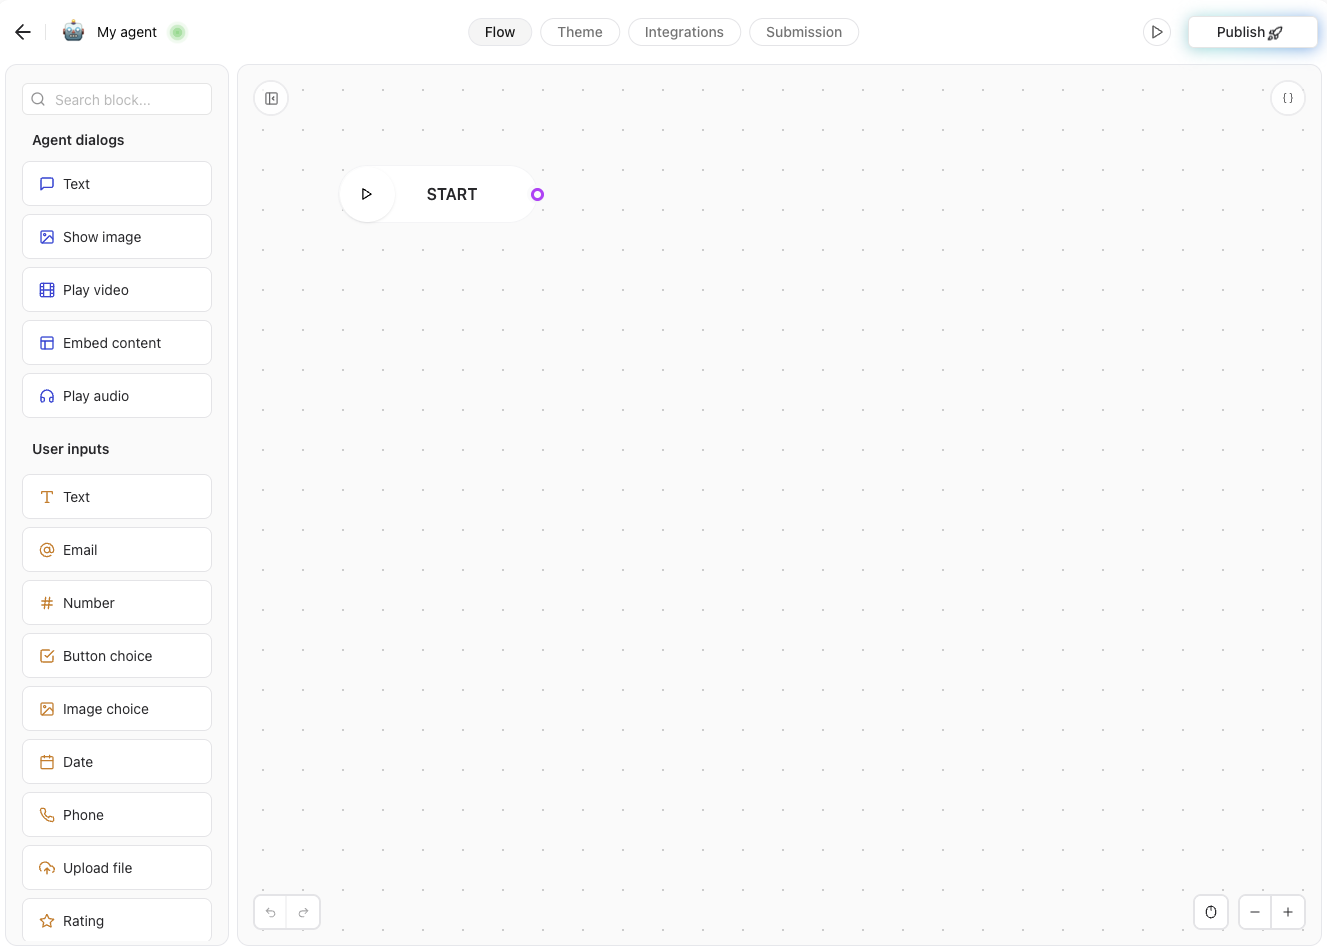 My agent
Flow
Theme
Integrations
Submission
Publish
Search block...
Agent dialogs
Text
Show image
Play video
Embed content
Play audio
User inputs
Text
Email
Number
Button choice
Image choice
Date
Phone
Upload file
Rating
START